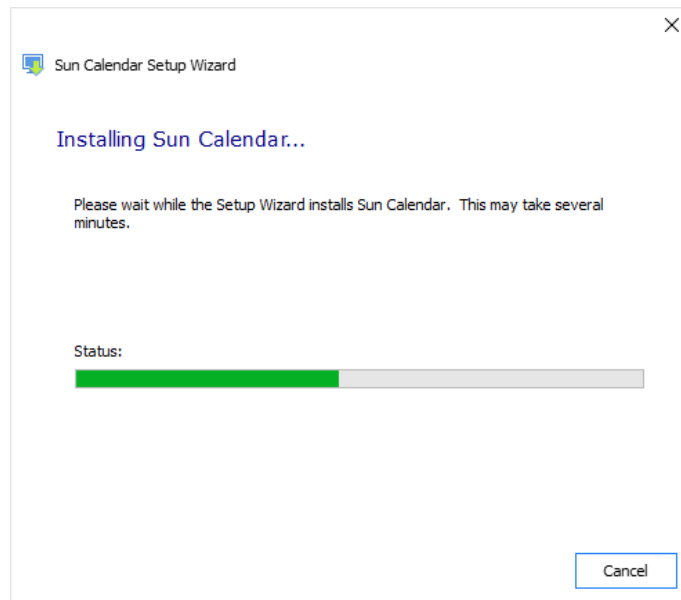 Sun Calendar Setup Wizard
Installing Sun Calendar...
Please wait while the Setup Wizard installs Sun Calendar.  This may take several
minutes.
Status:
Cancel